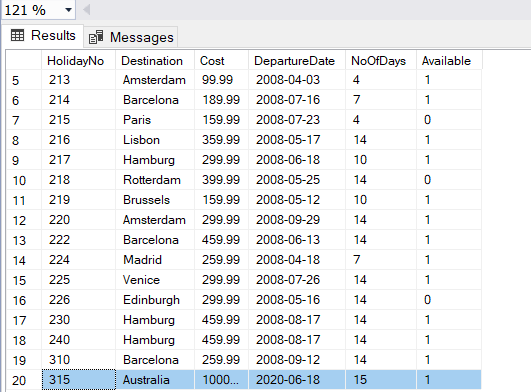 121 %
Results Messages
HolidayNo Destination Cost DepartureDate NoOfDays Available
5 213 Amsterdam 99.99 2008-04-03 4 1
6 214 Barcelona 189.99 2008-07-16 7 1
7 215 Paris 159.99 2008-07-23 4 0
8 216 Lisbon 359.99 2008-05-17 14 1
9 217 Hamburg 299.99 2008-06-18 10 1
10 218 Rotterdam 399.99 2008-05-25 14 0
11 219 Brussels 159.99 2008-05-12 10 1
12 220 Amsterdam 299.99 2008-09-29 14 1
13 222 Barcelona 459.99 2008-06-13 14 1
14 224 Madrid 259.99 2008-04-18 7 1
15 225 Venice 299.99 2008-07-26 14 1
16 226 Edinburgh 299.99 2008-05-16 14 0
17 230 Hamburg 459.99 2008-08-17 14 1
18 240 Hamburg 459.99 2008-08-17 14 1
19 310 Barcelona 259.99 2008-09-12 14 1
20 315 Australia 1000... 2020-06-18 15 1